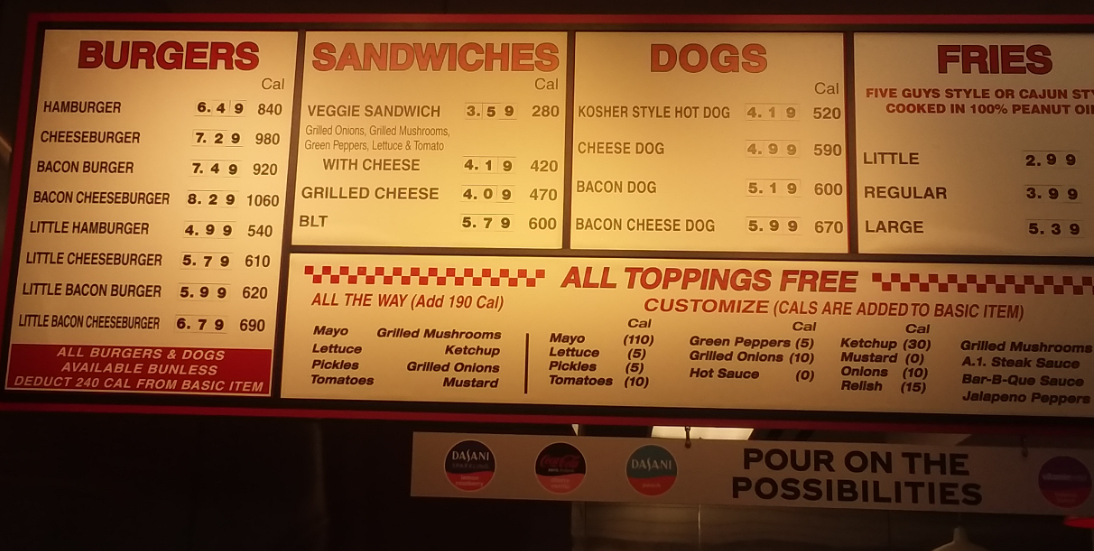 BURGERS
Cal
HAMBURGER 6.49 840
CHEESEBURGER 7.29 980
BACON BURGER 7.49 920
BACON CHEESEBURGER 8.29 1060
LITTLE HAMBURGER 4.99 540
LITTLE CHEESEBURGER 5.79 610
LITTLE BACON BURGER 5.99 620
LITTLE BACON CHEESEBURGER 6.79 690
ALL BURGERS & DOGS
AVAILABLE BUNLESS
DEDUCT 240 CAL FROM BASIC ITEM
SANDWICHES
Cal
VEGGIE SANDWICH 3.59 280
Grilled Onions, Grilled Mushrooms,
Green Peppers, Lettuce & Tomato
WITH CHEESE 4.19 420
GRILLED CHEESE 4.09 470
BLT 5.79 600
DOGS
Cal
KOSHER STYLE HOT DOG 4.19 520
CHEESE DOG 4.99 590
BACON DOG 5.19 600
BACON CHEESE DOG 5.99 670
FRIES
FIVE GUYS STYLE OR CAJUN STY
COOKED IN 100% PEANUT OI
LITTLE 2.99
REGULAR 3.99
LARGE 5.39
ALL TOPPINGS FREE
ALL THE WAY (Add 190 Cal)
Mayo Grilled Mushrooms
Lettuce Ketchup
Pickles Grilled Onions
Tomatoes Mustard
CUSTOMIZE (CALS ARE ADDED TO BASIC ITEM)
Cal
Mayo (110)
Lettuce (5)
Pickles (5)
Tomatoes (10)
Cal
Green Peppers (5)
Grilled Onions (10)
Hot Sauce (0)
Cal
Ketchup (30)
Mustard (0)
Onions (10)
Relish (15)
Grilled Mushrooms
A.1. Steak Sauce
Bar-B-Que Sauce
Jalapeno Peppers
DASANI
Coca-Cola
DASANI
POUR ON THE
POSSIBILITIES